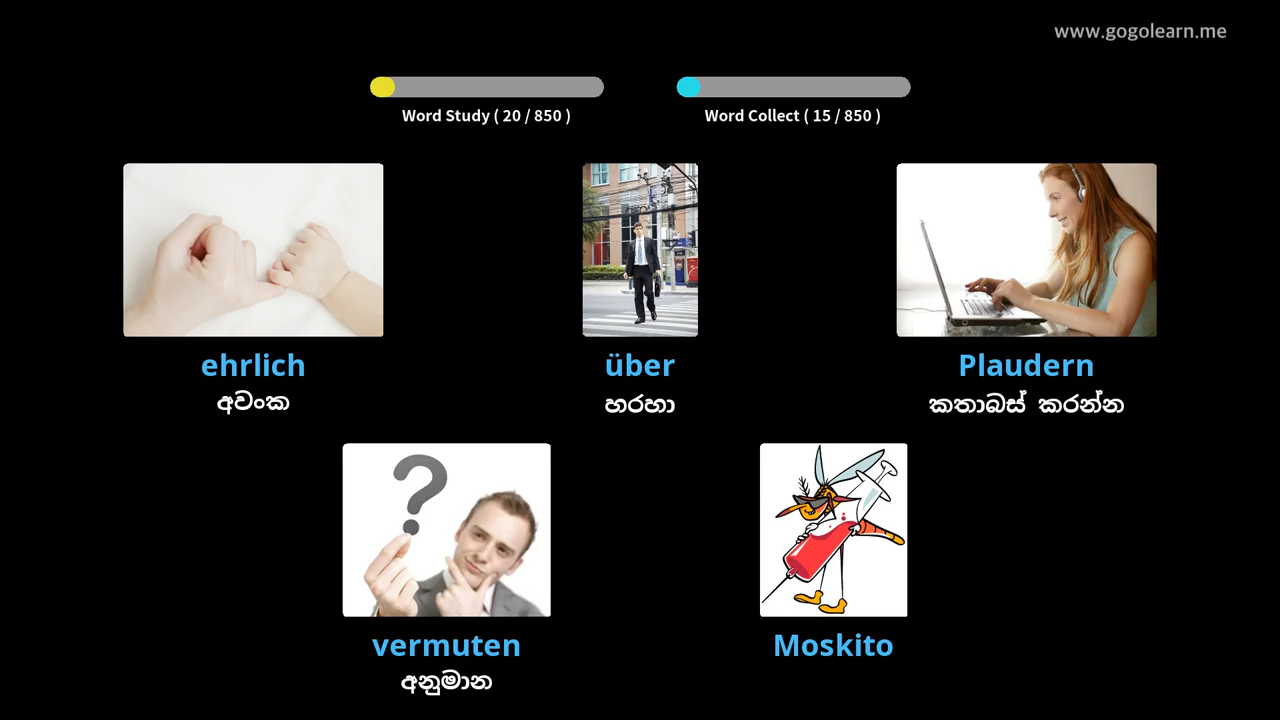 www.gogolearn.me
Word Study ( 20 / 850 )
Word Collect ( 15 / 850 )
ehrlich
අවංක
über
හරහා
Plaudern
කතාබස් කරන්න
vermuten
අනුමාන
Moskito